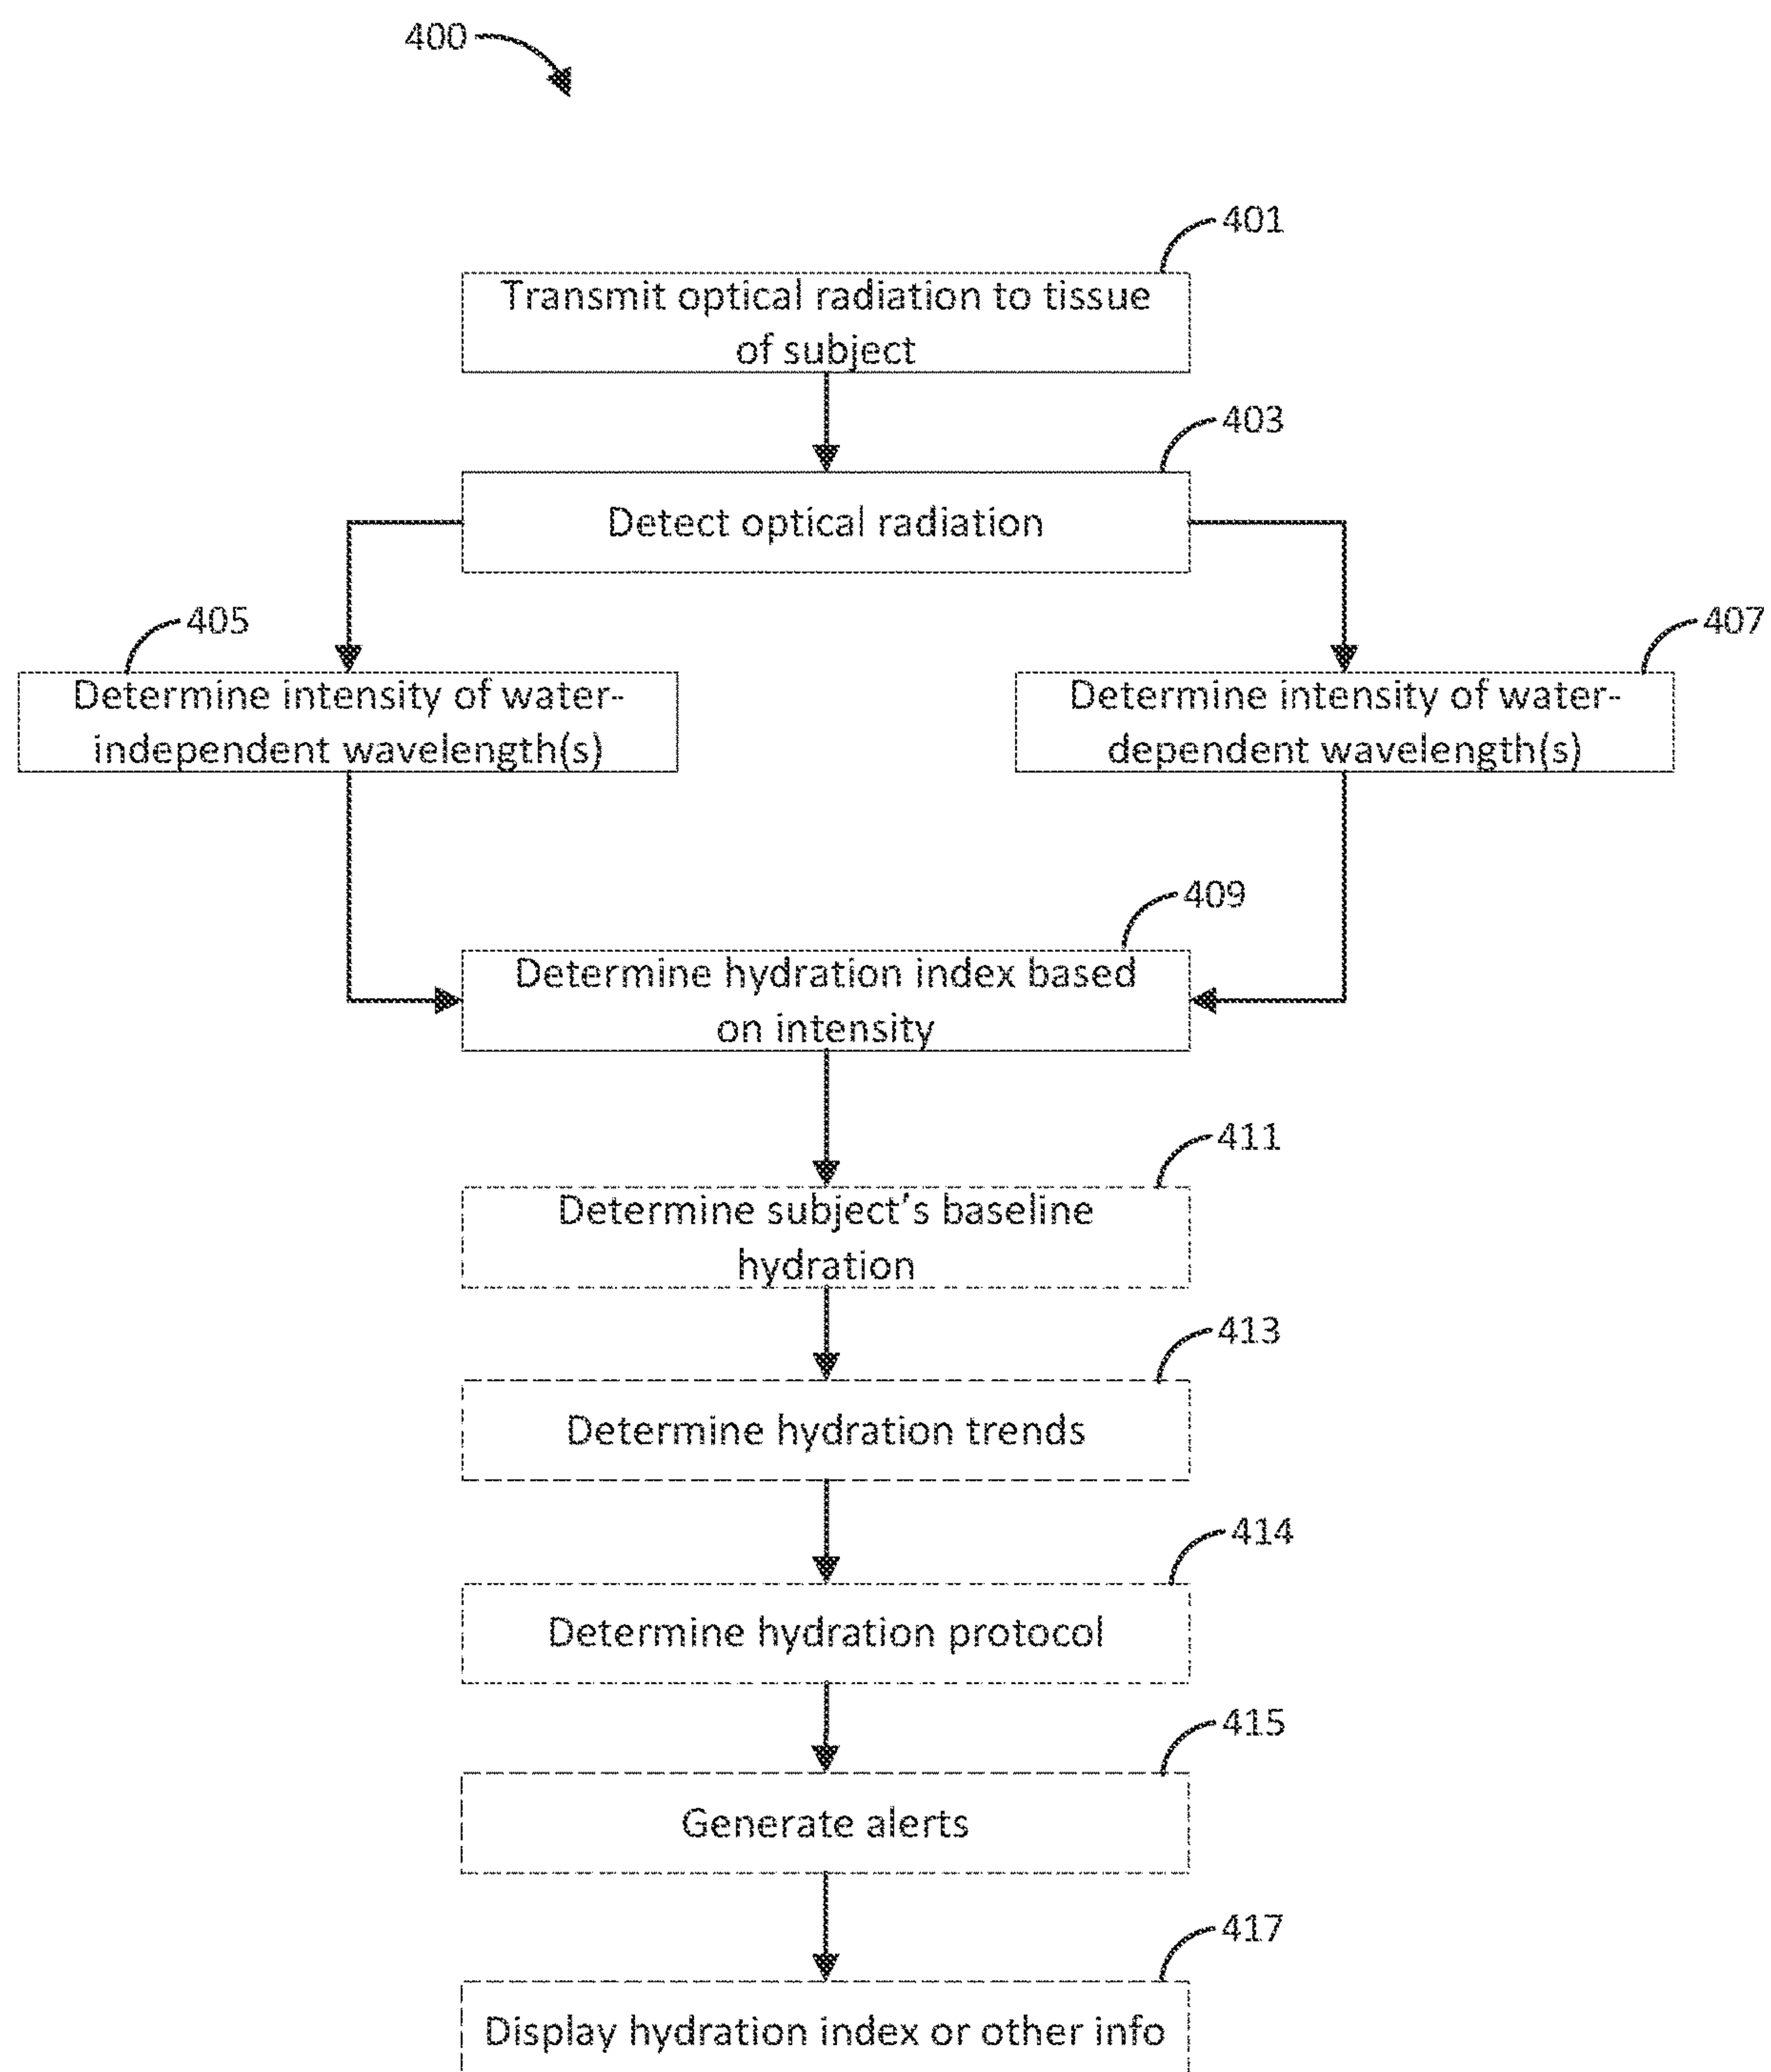 400
401
Transmit optical radiation to tissue
of subject
403
Detect optical radiation
405
407
Determine intensity of water-
independent wavelength(s)
Determine intensity of water-
dependent wavelength(s)
409
Determine hydration index based
on intensity
411
Determine subject's baseline
hydration
413
Determine hydration trends
414
Determine hydration protocol
415
Generate alerts
417
Display hydration index or other info